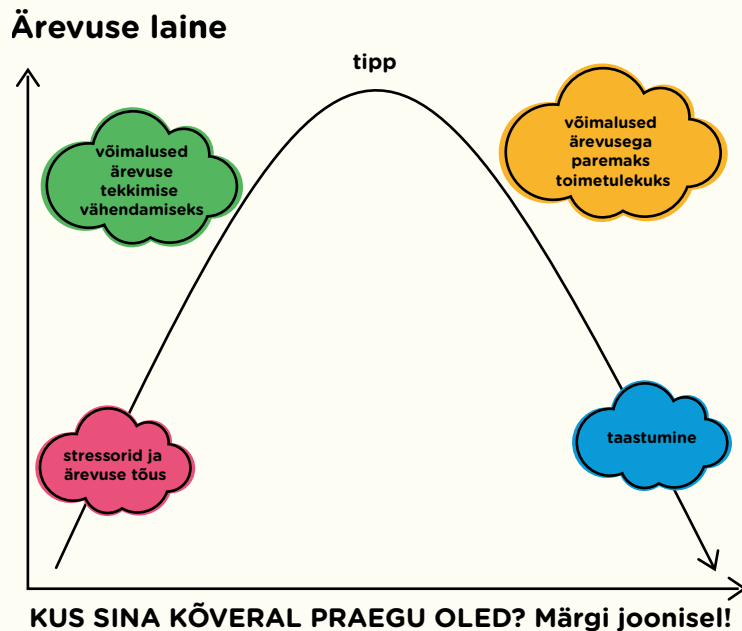 Ärevuse laine
tipp
võimalused
ärevuse
tekkimise
vähendamiseks
võimalused
ärevusega
paremaks
toimetulekuks
stressorid ja
ärevuse tõus
taastumine
KUS SINA KÕVERAL PRAEGU OLED? Märgi joonisel!